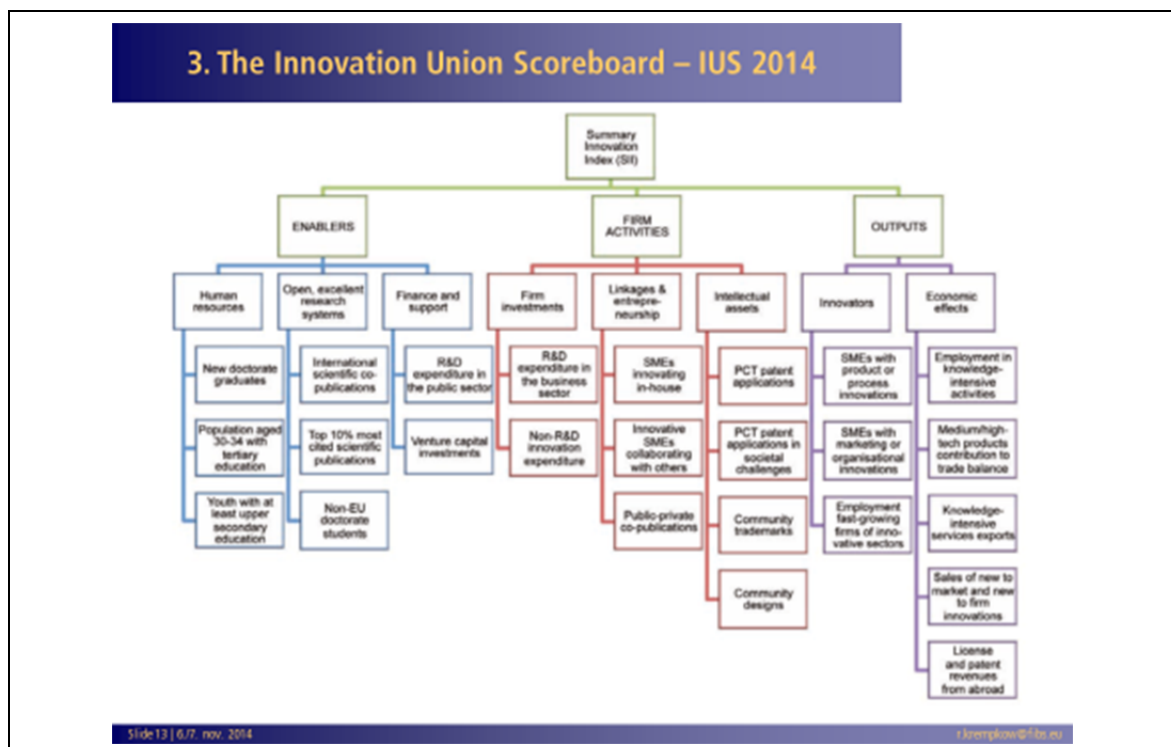 3. The Innovation Union Scoreboard – IUS 2014
Summary
Innovation
Index (SII)
ENABLERS
FIRM
ACTIVITIES
OUTPUTS
Human
resources
Open, excellent
research
systems
Finance and
support
Firm
investments
Linkages &
entrepre-
neurship
Intellectual
assets
Innovators
Economic
effects
New doctorate
graduates
International
scientific co-
publications
R&D
expenditure in
the public sector
R&D
expenditure in
the business
sector
SMEs
innovating
in-house
PCT patent
applications
SMEs with
product or
process
innovations
Employment in
knowledge-
intensive
activities
Population aged
30-34 with
tertiary
education
Top 10% most
cited scientific
publications
Venture capital
investments
Non-R&D
innovation
expenditure
Innovative
SMEs
collaborating
with others
PCT patent
applications in
societal
challenges
SMEs with
marketing or
organisational
innovations
Medium/high-
tech products
contribution to
trade balance
Youth with at
least upper
secondary
education
Non-EU
doctorate
students
Public-private
co-publications
Community
trademarks
Employment
fast-growing
firms of inno-
vative sectors
Knowledge-
intensive
services exports
Community
designs
Sales of new to
market and new
to firm
innovations
License
and patent
revenues
from abroad
Slide 13 | 6./7. nov. 2014
r.krempkow@fibs.eu